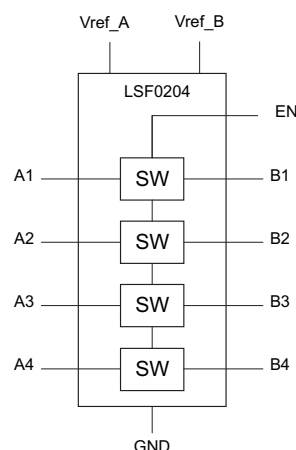 Vref_A Vref_B
LSF0204
EN
A1 SW B1
A2 SW B2
A3 SW B3
A4 SW B4
GND